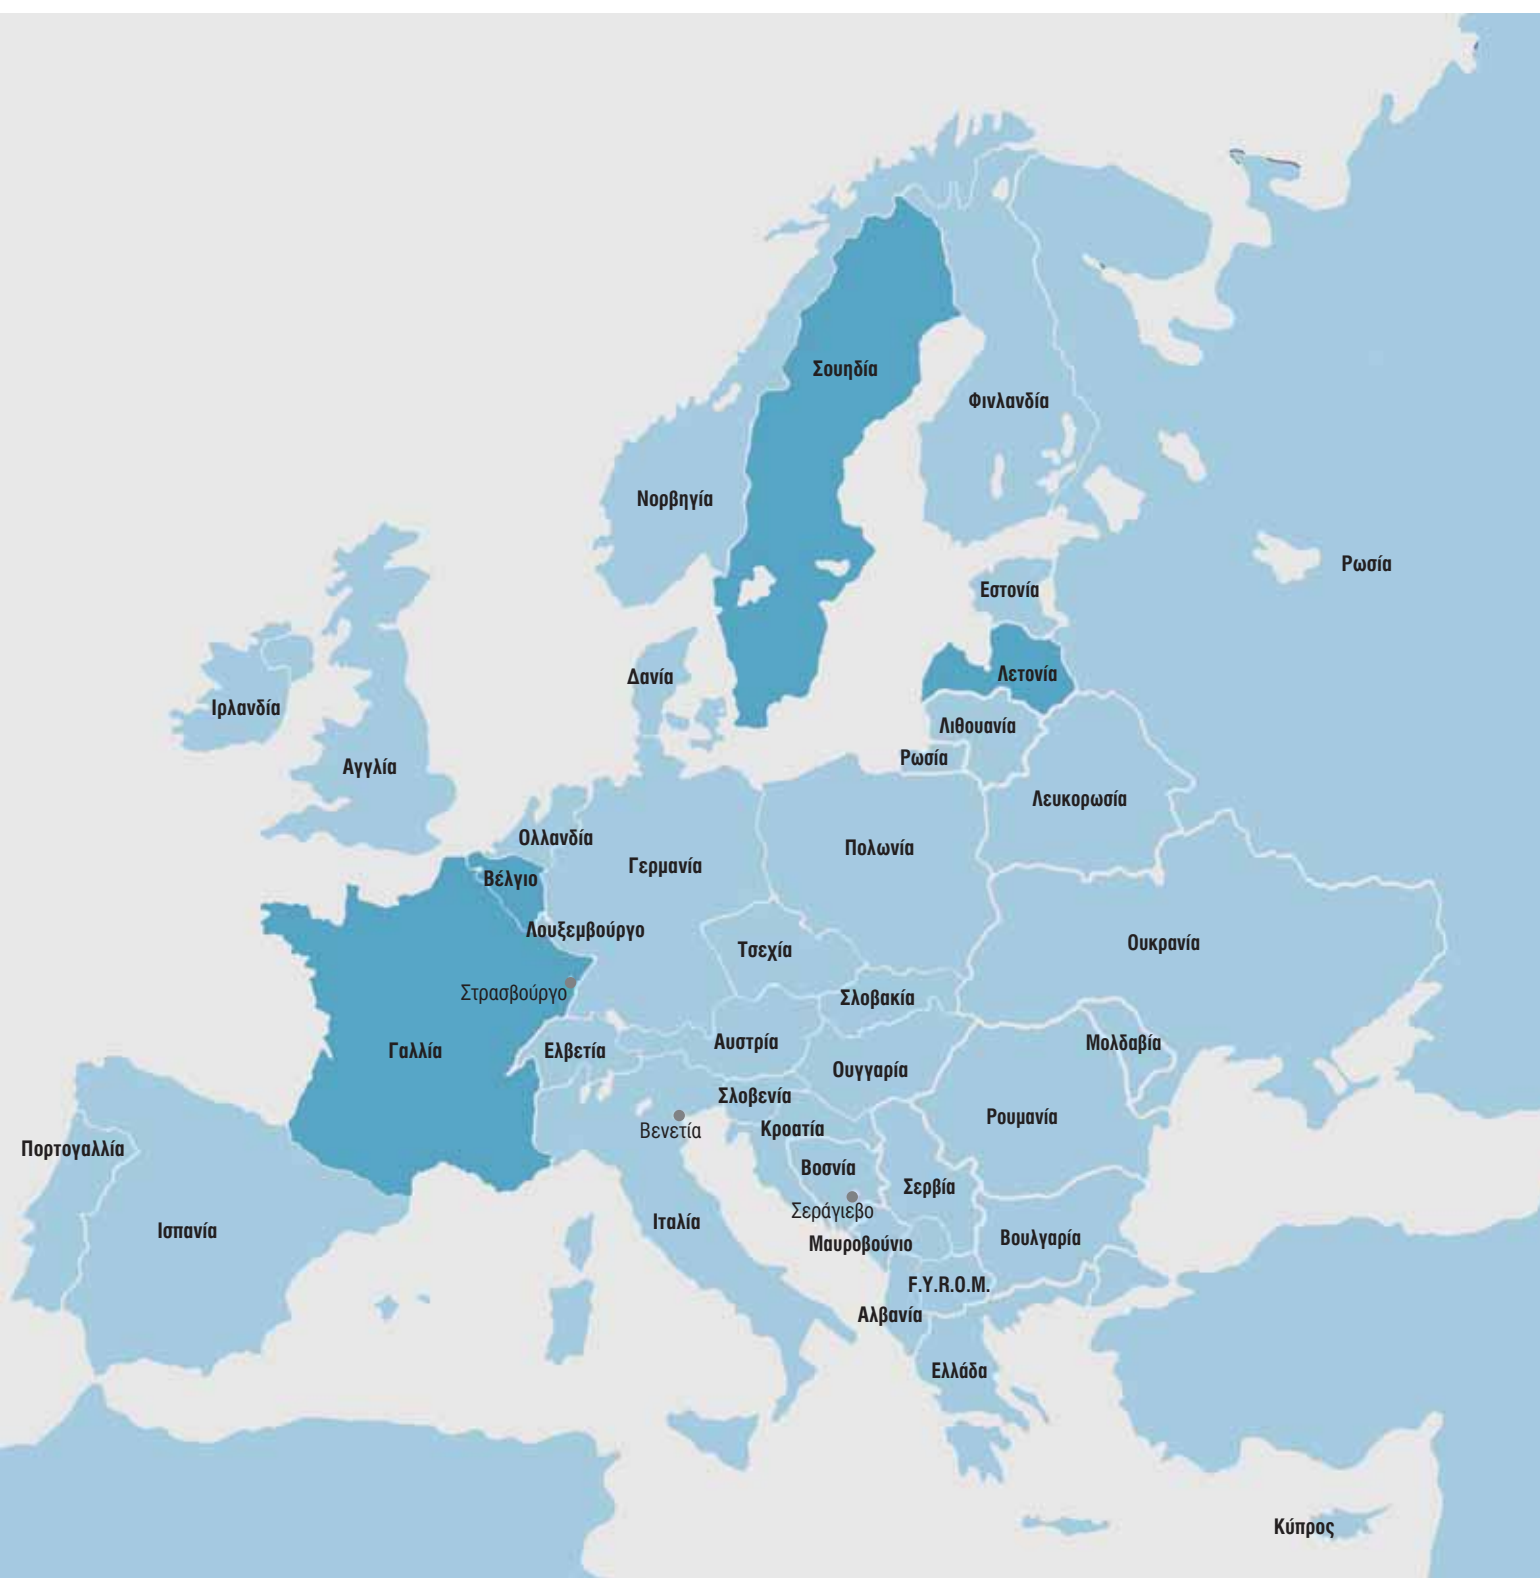 Σουηδία
Φινλανδία
Νορβηγία
Ρωσία
Εστονία
Λετονία
Δανία
Ιρλανδία
Λιθουανία
Ρωσία
Αγγλία
Λευκορωσία
Ολλανδία
Πολωνία
Γερμανία
Βέλγιο
Λουξεμβούργο
Τσεχία
Ουκρανία
Στρασβούργο
Σλοβακία
Γαλλία
Ελβετία
Αυστρία
Μολδαβία
Ουγγαρία
Σλοβενία
Ρουμανία
Βενετία
Κροατία
Πορτογαλλία
Βοσνία
Σερβία
Σεράγιεβο
Ισπανία
Ιταλία
Μαυροβούνιο
Βουλγαρία
F.Y.R.O.M.
Αλβανία
Ελλάδα
Κύπρος